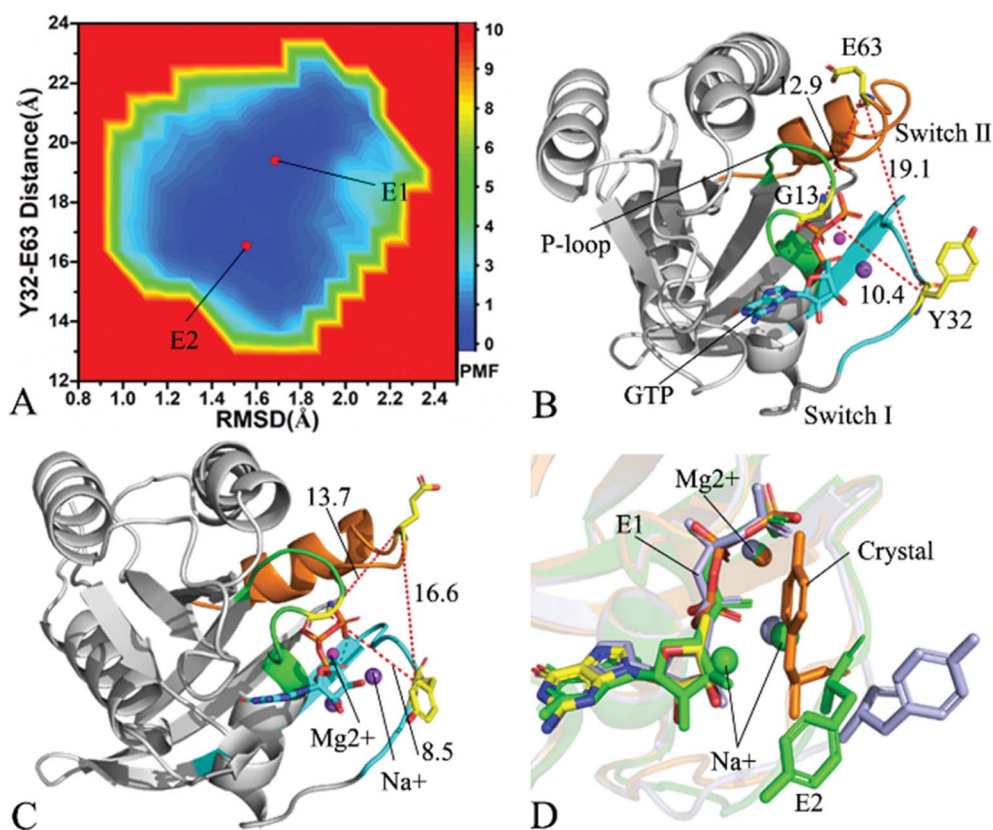 24
22
20
18
16
14
12
Y32-E63 Distance(Å)
0.8 1.0 1.2 1.4 1.6 1.8 2.0 2.2 2.4
RMSD(Å)
E1
E2
10
9
8
7
6
5
4
3
2
1
0
PMF
A
E63
12.9
Switch II
19.1
G13
P-loop
10.4
Y32
GTP
Switch I
B
13.7
16.6
Mg2+
8.5
Na+
C
Mg2+
E1
Crystal
Na+
E2
D